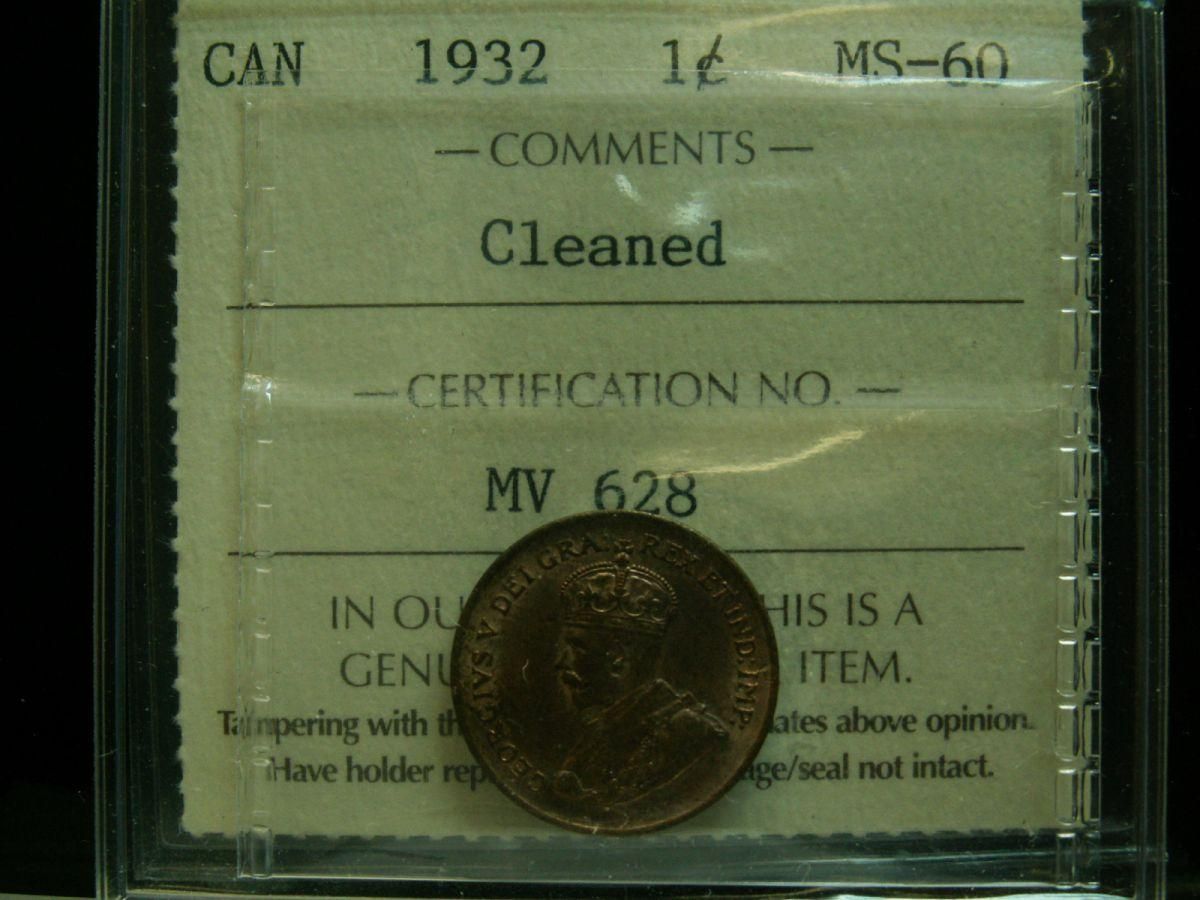 CAN 1932 1¢ MS-60
— COMMENTS —
Cleaned
— CERTIFICATION NO. —
MV 628
GEORGIVS V DEI GRA: REX ET IND: IMP:
IN OU HIS IS A
GENU ITEM.
Tampering with th ates above opinion.
Have holder rep age/seal not intact.